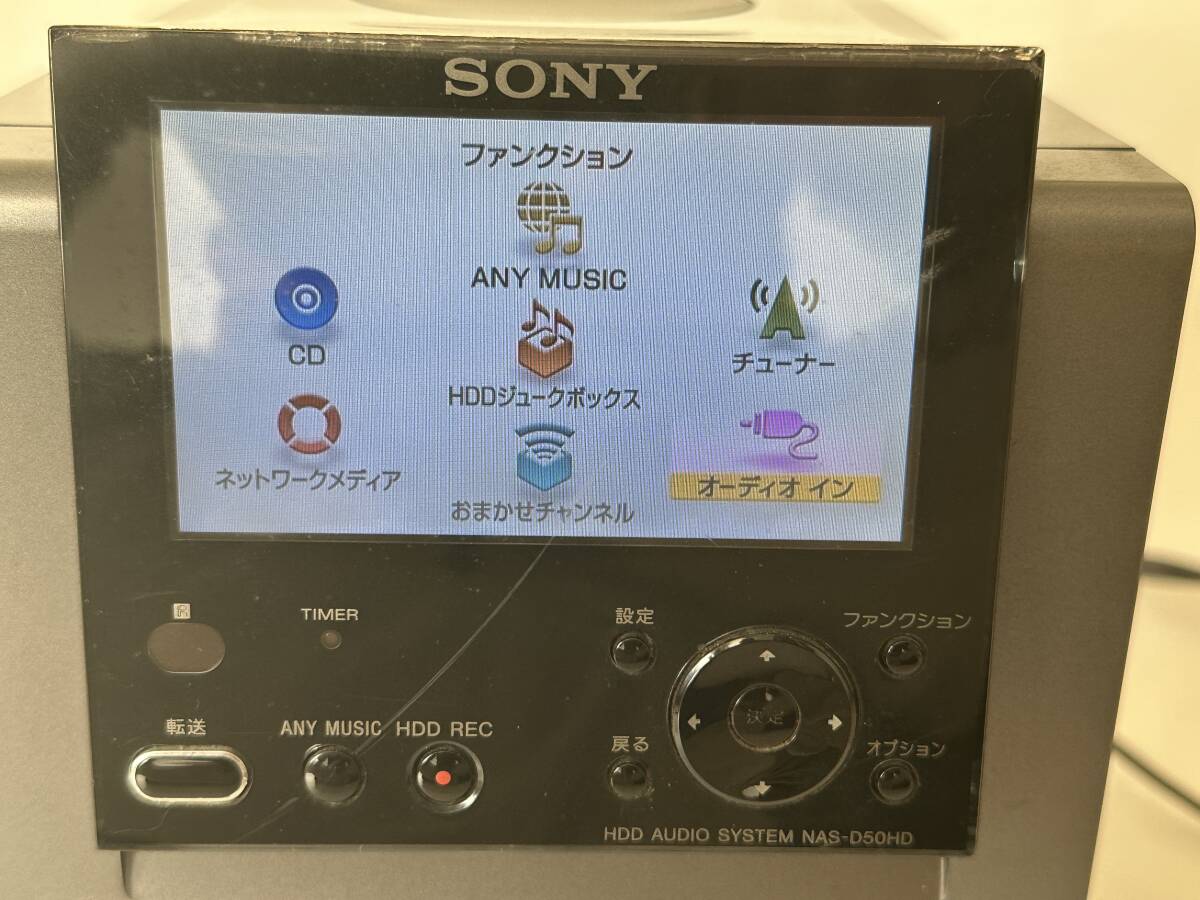 SONY
ファンクション
ANY MUSIC
CD
チューナー
HDDジュークボックス
ネットワークメディア
オーディオ イン
おまかせチャンネル
R
TIMER
設定
ファンクション
転送
ANY MUSIC
HDD REC
決定
戻る
オプション
HDD AUDIO SYSTEM NAS-D50HD